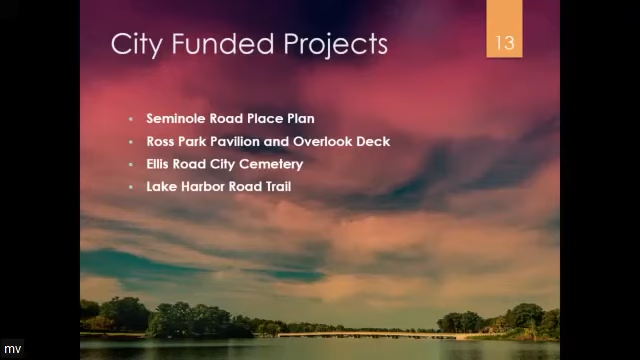 City Funded Projects
13
Seminole Road Place Plan
Ross Park Pavilion and Overlook Deck
Ellis Road City Cemetery
Lake Harbor Road Trail
mv